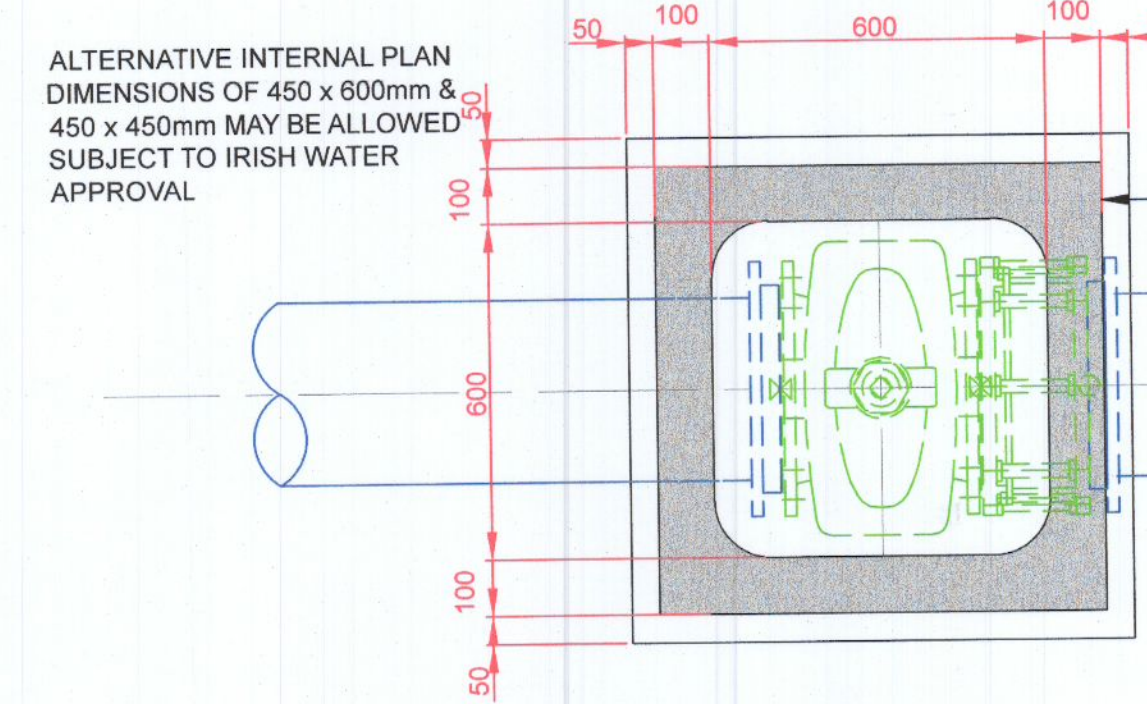 ALTERNATIVE INTERNAL PLAN
DIMENSIONS OF 450 x 600mm &
450 x 450mm MAY BE ALLOWED
SUBJECT TO IRISH WATER
APPROVAL
50
100
600
100
50
100
600
100
50